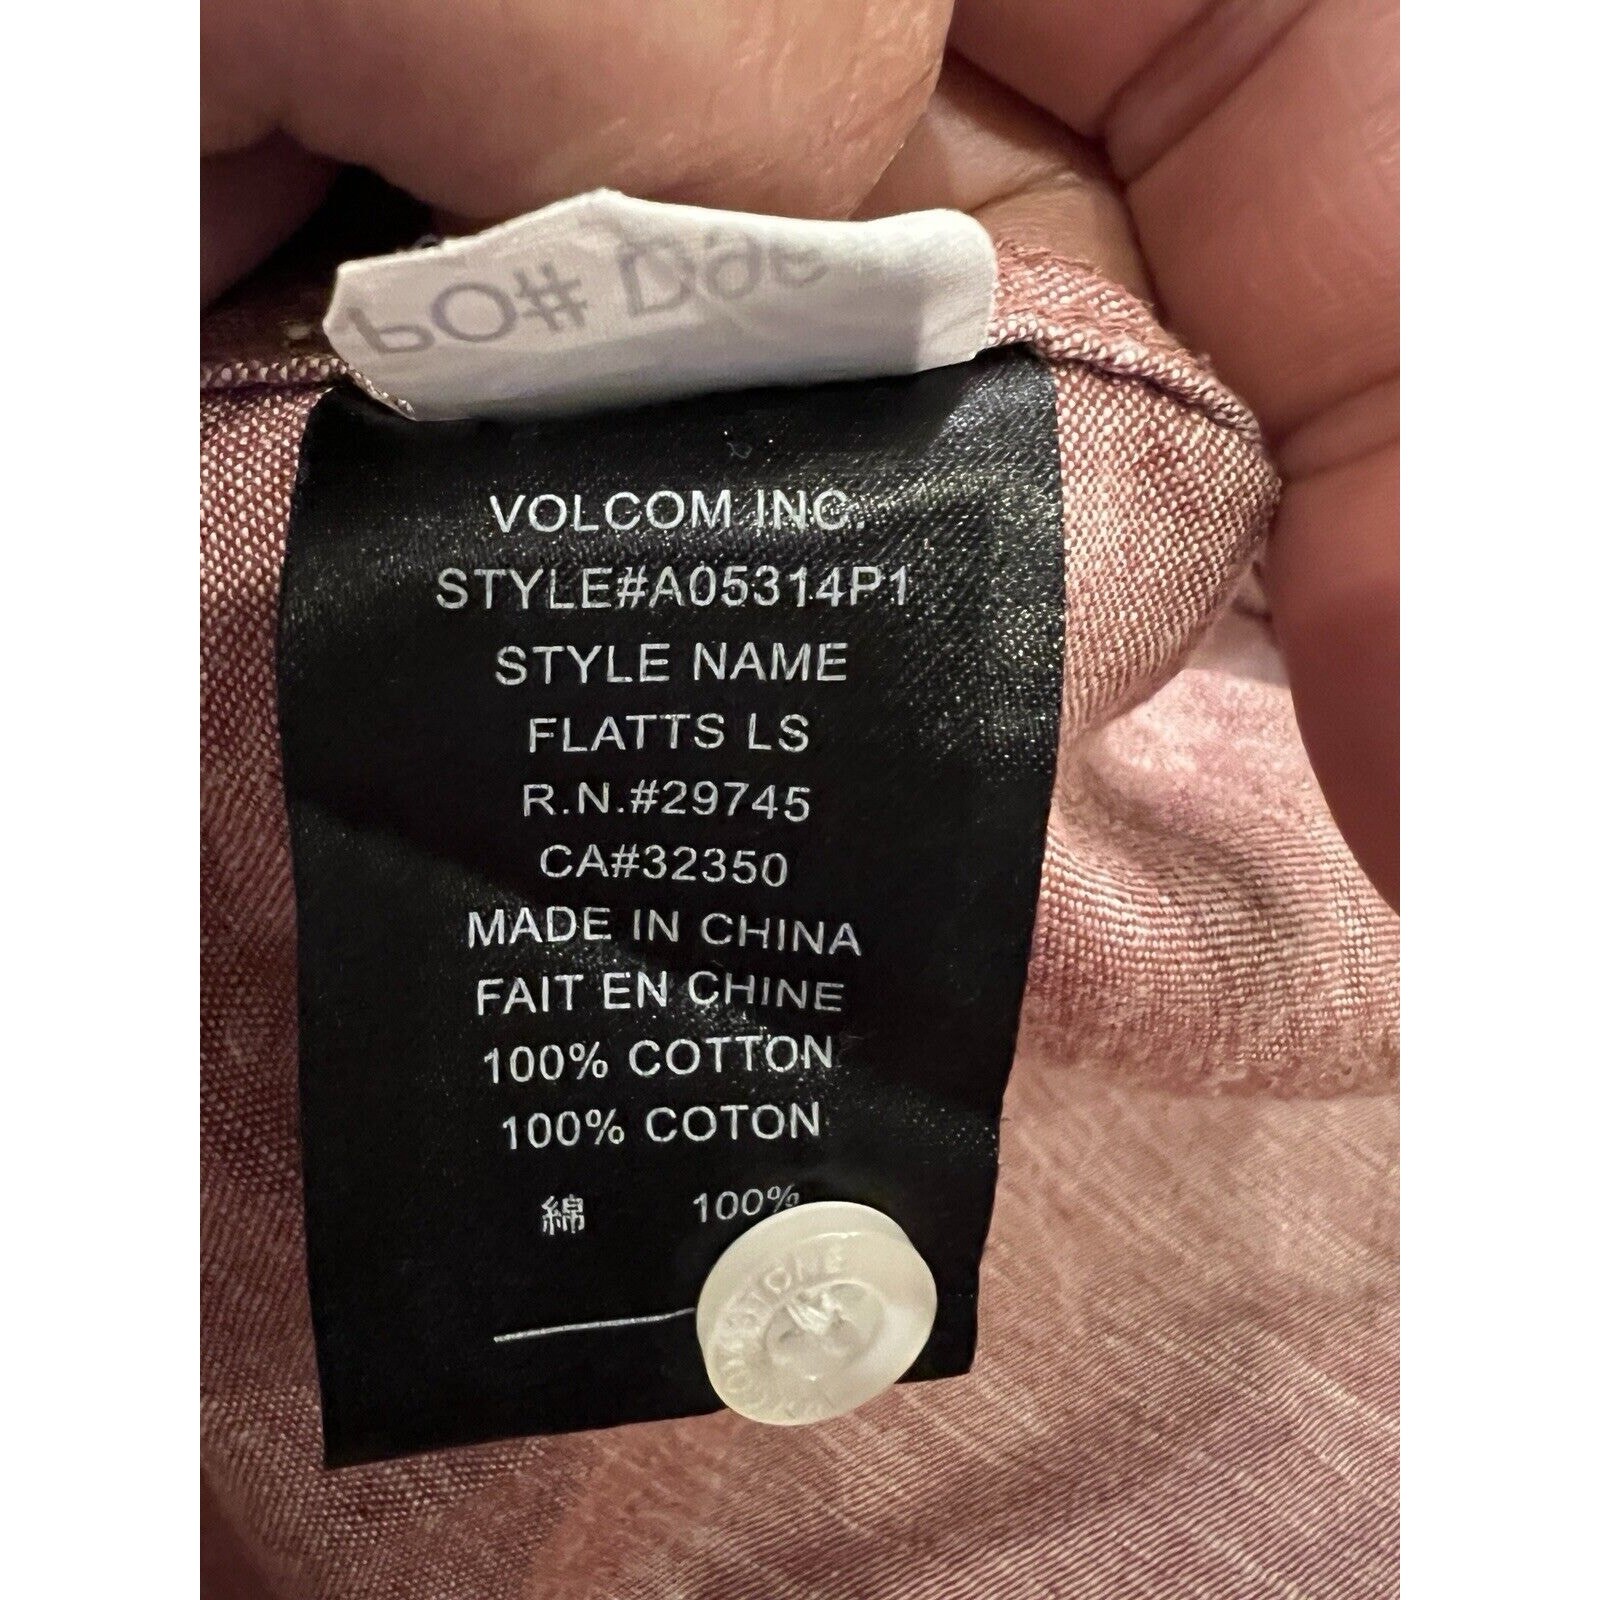 VOLCOM INC.
STYLE#A05314P1
STYLE NAME
FLATTS LS
R.N.#29745
CA#32350
MADE IN CHINA
FAIT EN CHINE
100% COTTON
100% COTON
綿 100%